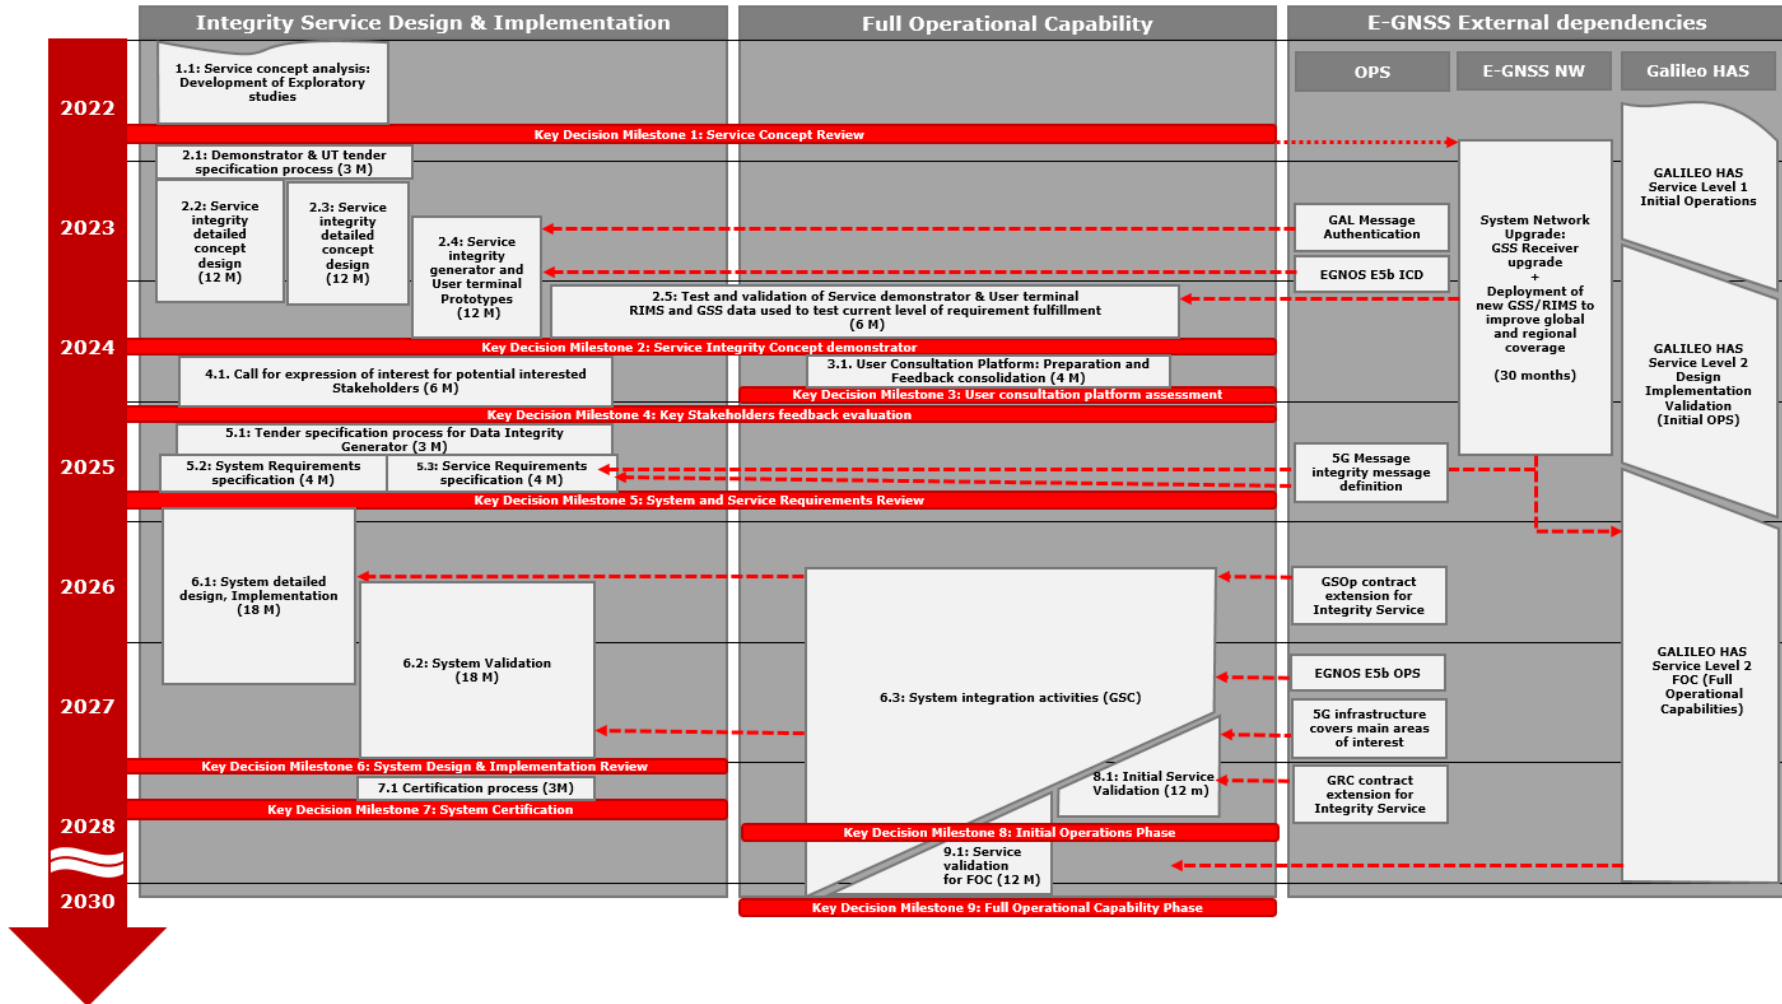 Integrity Service Design & Implementation
Full Operational Capability
E-GNSS External dependencies
OPS
E-GNSS NW
Galileo HAS
2022
2023
2024
2025
2026
2027
2028
2030
1.1: Service concept analysis:
Development of Exploratory
studies
Key Decision Milestone 1: Service Concept Review
2.1: Demonstrator & UT tender
specification process (3 M)
2.2: Service
integrity
detailed
concept
design
(12 M)
2.3: Service
integrity
detailed
concept
design
(12 M)
2.4: Service
integrity
generator and
User terminal
Prototypes
(12 M)
2.5: Test and validation of Service demonstrator & User terminal
RIMS and GSS data used to test current level of requirement fulfillment
(6 M)
Key Decision Milestone 2: Service Integrity Concept demonstrator
4.1. Call for expression of interest for potential interested
Stakeholders (6 M)
3.1. User Consultation Platform: Preparation and
Feedback consolidation (4 M)
Key Decision Milestone 3: User consultation platform assessment
Key Decision Milestone 4: Key Stakeholders feedback evaluation
5.1: Tender specification process for Data Integrity
Generator (3 M)
5.2: System Requirements
specification (4 M)
5.3: Service Requirements
specification (4 M)
Key Decision Milestone 5: System and Service Requirements Review
6.1: System detailed
design, Implementation
(18 M)
6.2: System Validation
(18 M)
6.3: System integration activities (GSC)
Key Decision Milestone 6: System Design & Implementation Review
7.1 Certification process (3M)
Key Decision Milestone 7: System Certification
8.1: Initial Service
Validation (12 m)
Key Decision Milestone 8: Initial Operations Phase
9.1: Service
validation
for FOC (12 M)
Key Decision Milestone 9: Full Operational Capability Phase
GAL Message
Authentication
EGNOS E5b ICD
5G Message
integrity message
definition
GSOp contract
extension for
Integrity Service
EGNOS E5b OPS
5G infrastructure
covers main areas
of interest
GRC contract
extension for
Integrity Service
System Network
Upgrade:
GSS Receiver
upgrade
+
Deployment of
new GSS/RIMS to
improve global
and regional
coverage
(30 months)
GALILEO HAS
Service Level 1
Initial Operations
GALILEO HAS
Service Level 2
Design
Implementation
Validation
(Initial OPS)
GALILEO HAS
Service Level 2
FOC (Full
Operational
Capabilities)